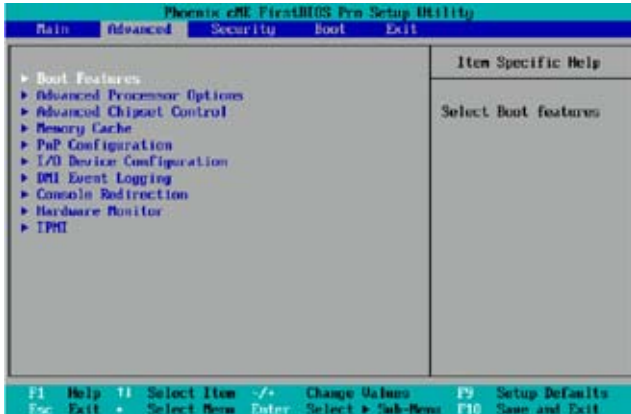 Phoenix cME FirstBIOS Pro Setup Utility
Main Advanced Security Boot Exit
Item Specific Help
▶ Boot Features
▶ Advanced Processor Options
▶ Advanced Chipset Control
Select Boot features
▶ Memory Cache
▶ PnP Configuration
▶ I/O Device Configuration
▶ DMI Event Logging
▶ Console Redirection
▶ Hardware Monitor
▶ IPMI
F1 Help ↑↓ Select Item -/+ Change Values F9 Setup Defaults
Esc Exit Select Menu Enter Select ▶ Sub-Menu F10 Save and Exit